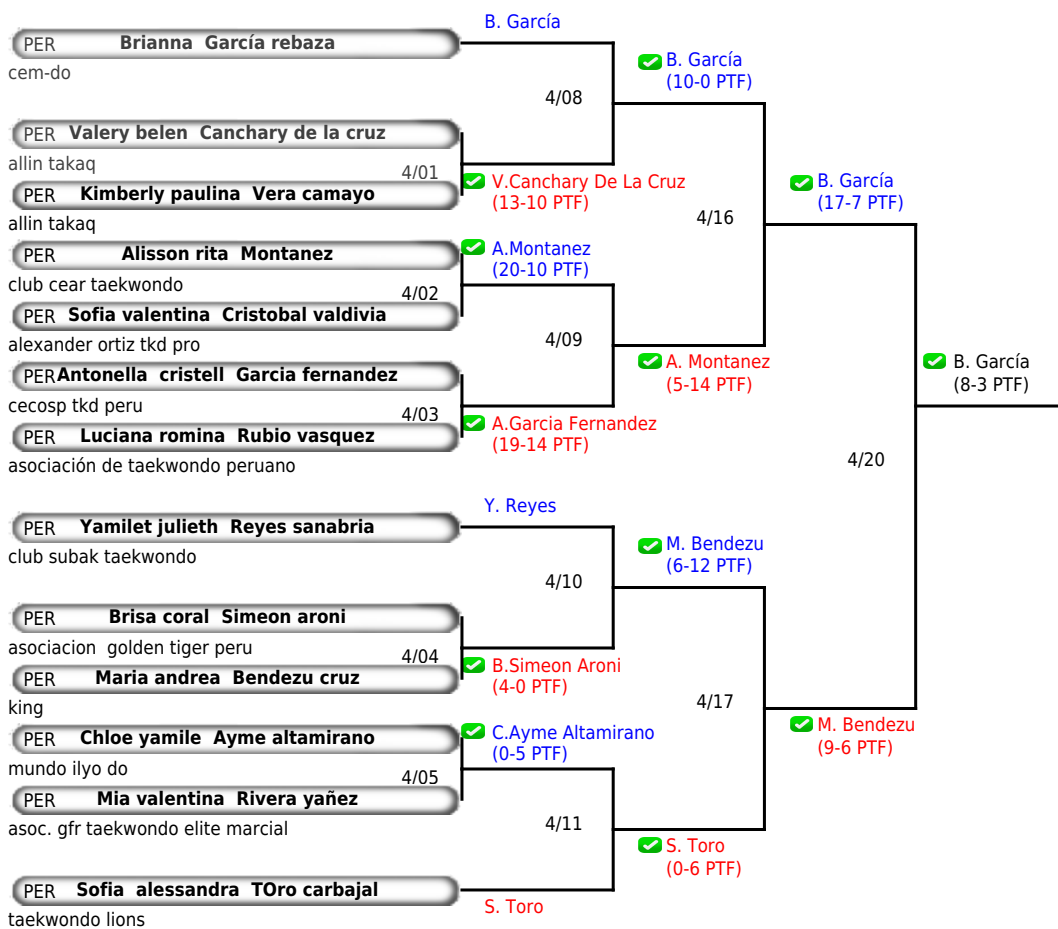 B. García
PER Brianna García rebaza
cem-do
B. García
(10-0 PTF)
4/08
PER Valery belen Canchary de la cruz
allin takaq
4/01
V.Canchary De La Cruz
(13-10 PTF)
PER Kimberly paulina Vera camayo
allin takaq
B. García
(17-7 PTF)
4/16
PER Alisson rita Montanez
club cear taekwondo
A.Montanez
(20-10 PTF)
4/02
PER Sofia valentina Cristobal valdivia
alexander ortiz tkd pro
4/09
A. Montanez
(5-14 PTF)
B. García
(8-3 PTF)
PER Antonella cristell Garcia fernandez
cecosp tkd peru
4/03
A.Garcia Fernandez
(19-14 PTF)
PER Luciana romina Rubio vasquez
asociación de taekwondo peruano
4/20
Y. Reyes
PER Yamilet julieth Reyes sanabria
club subak taekwondo
M. Bendezu
(6-12 PTF)
4/10
PER Brisa coral Simeon aroni
asociacion golden tiger peru
4/04
B.Simeon Aroni
(4-0 PTF)
PER Maria andrea Bendezu cruz
king
4/17
M. Bendezu
(9-6 PTF)
PER Chloe yamile Ayme altamirano
mundo ilyo do
C.Ayme Altamirano
(0-5 PTF)
4/05
PER Mia valentina Rivera yañez
asoc. gfr taekwondo elite marcial
4/11
S. Toro
(0-6 PTF)
PER Sofia alessandra TOro carbajal
taekwondo lions
S. Toro